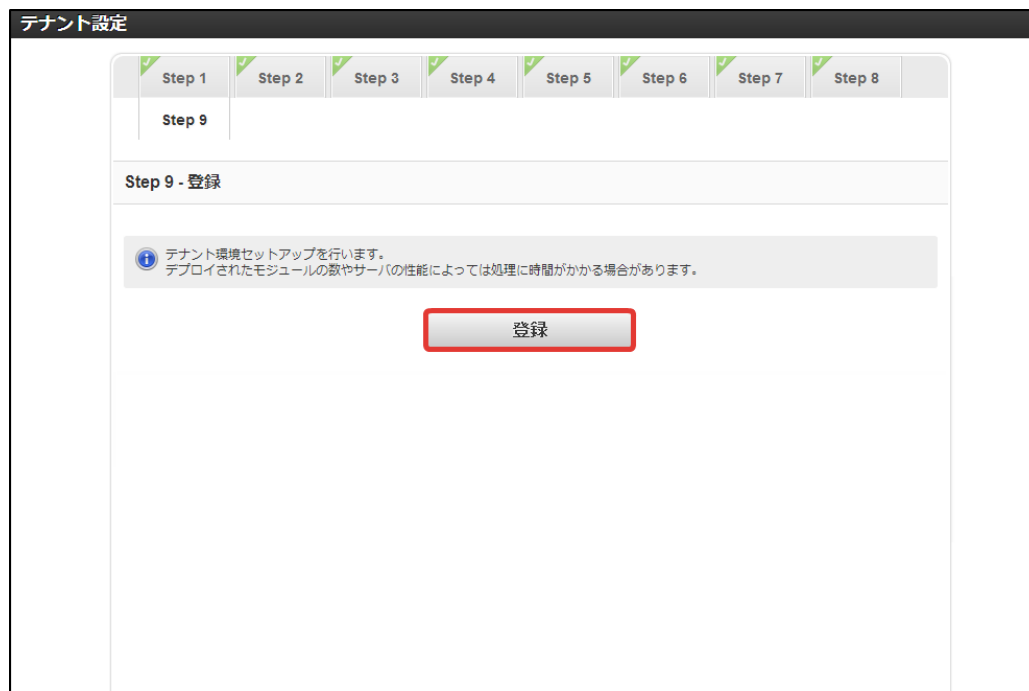 テナント設定
Step 1 Step 2 Step 3 Step 4 Step 5 Step 6 Step 7 Step 8
Step 9
Step 9 - 登録
テナント環境セットアップを行います。
デプロイされたモジュールの数やサーバの性能によっては処理に時間がかかる場合があります。
登録